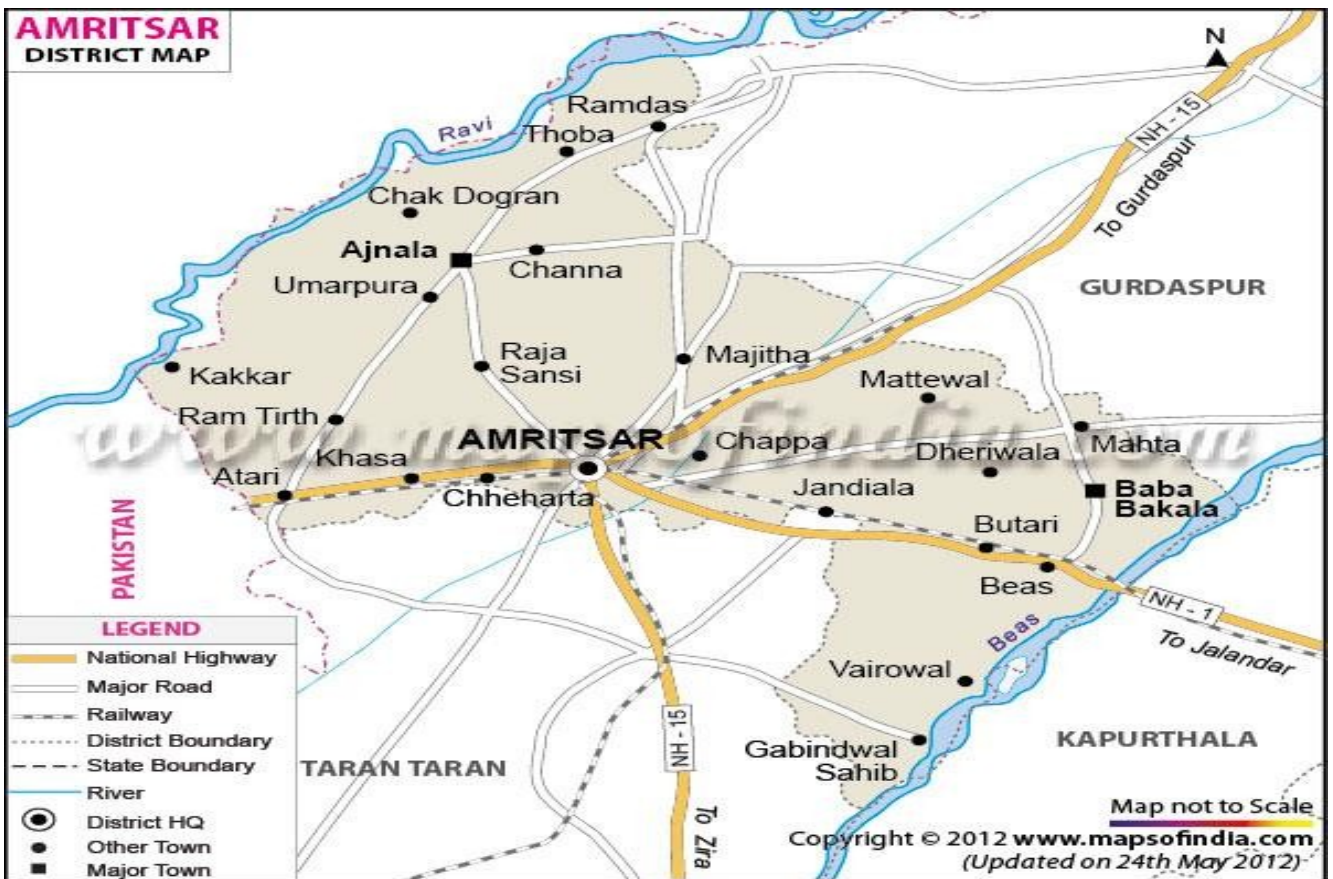 AMRITSAR
DISTRICT MAP
N
Ravi
Ramdas
Thoba
NH - 15
To Gurdaspur
Chak Dogran
Ajnala
Channa
Umarpura
GURDASPUR
Raja
Sansi
Majitha
Kakkar
Mattewal
Ram Tirth
www.mapsofindia.com
AMRITSAR
Chappa
Mahta
Khasa
Dheriwala
Atari
Chheharta
Jandiala
Baba
Bakala
PAKISTAN
Butari
Beas
NH - 1
To Jalandar
Beas
Vairowal
NH - 15
Gabindwal
Sahib
KAPURTHALA
TARAN TARAN
To Zira
LEGEND
National Highway
Major Road
Railway
District Boundary
State Boundary
River
District HQ
Other Town
Major Town
Map not to Scale
Copyright © 2012 www.mapsofindia.com
(Updated on 24th May 2012)